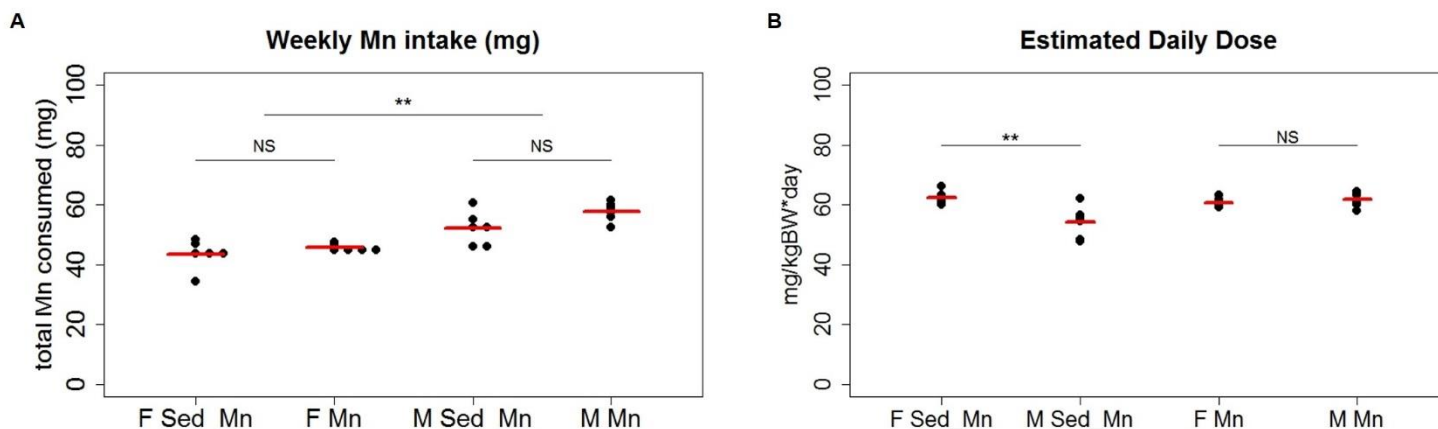 A
Weekly Mn intake (mg)
total Mn consumed (mg)
100
80
60
40
20
0
**
NS
NS
F Sed Mn
F Mn
M Sed Mn
M Mn
B
Estimated Daily Dose
mg/kgBW*day
100
80
60
40
20
0
**
NS
F Sed Mn
M Sed Mn
F Mn
M Mn